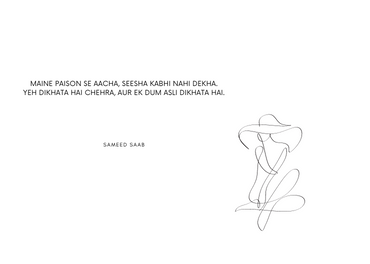 MAINE PAISON SE AACHA, SEESHA KABHI NAHI DEKHA.
YEH DIKHATA HAI CHEHRA, AUR EK DUM ASLI DIKHATA HAI.
SAMEED SAAB